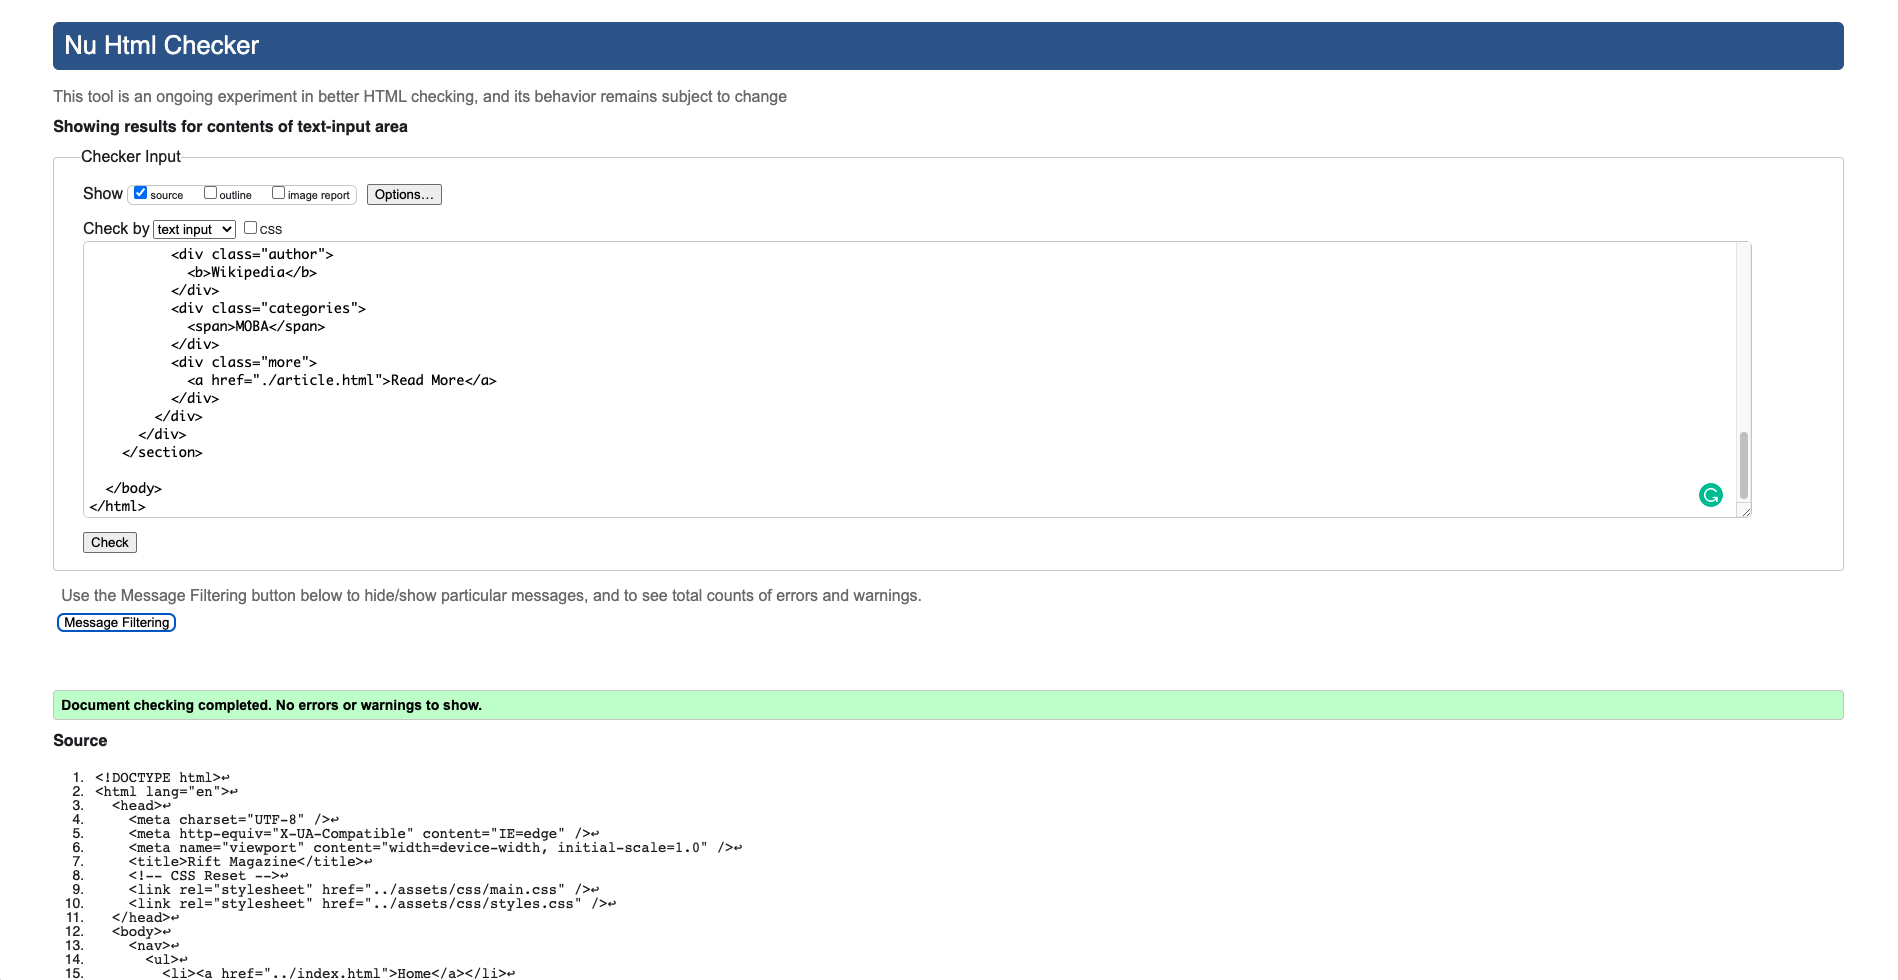 Nu Html Checker
This tool is an ongoing experiment in better HTML checking, and its behavior remains subject to change
Showing results for contents of text-input area
Checker Input
Show source outline image report Options...
Check by text input css
<div class="author">
<b>Wikipedia</b>
</div>
<div class="categories">
<span>MOBA</span>
</div>
<div class="more">
<a href="./article.html">Read More</a>
</div>
</div>
</div>
</section>
</body>
</html>
Check
Use the Message Filtering button below to hide/show particular messages, and to see total counts of errors and warnings.
Message Filtering
Document checking completed. No errors or warnings to show.
Source
1. <!DOCTYPE html>↩
2. <html lang="en">↩
3. <head>↩
4. <meta charset="UTF-8" />↩
5. <meta http-equiv="X-UA-Compatible" content="IE=edge" />↩
6. <meta name="viewport" content="width=device-width, initial-scale=1.0" />↩
7. <title>Rift Magazine</title>↩
8. <!-- CSS Reset -->↩
9. <link rel="stylesheet" href="../assets/css/main.css" />↩
10. <link rel="stylesheet" href="../assets/css/styles.css" />↩
11. </head>↩
12. <body>↩
13. <nav>↩
14. <ul>↩
15. <li><a href="../index.html">Home</a></li>↩